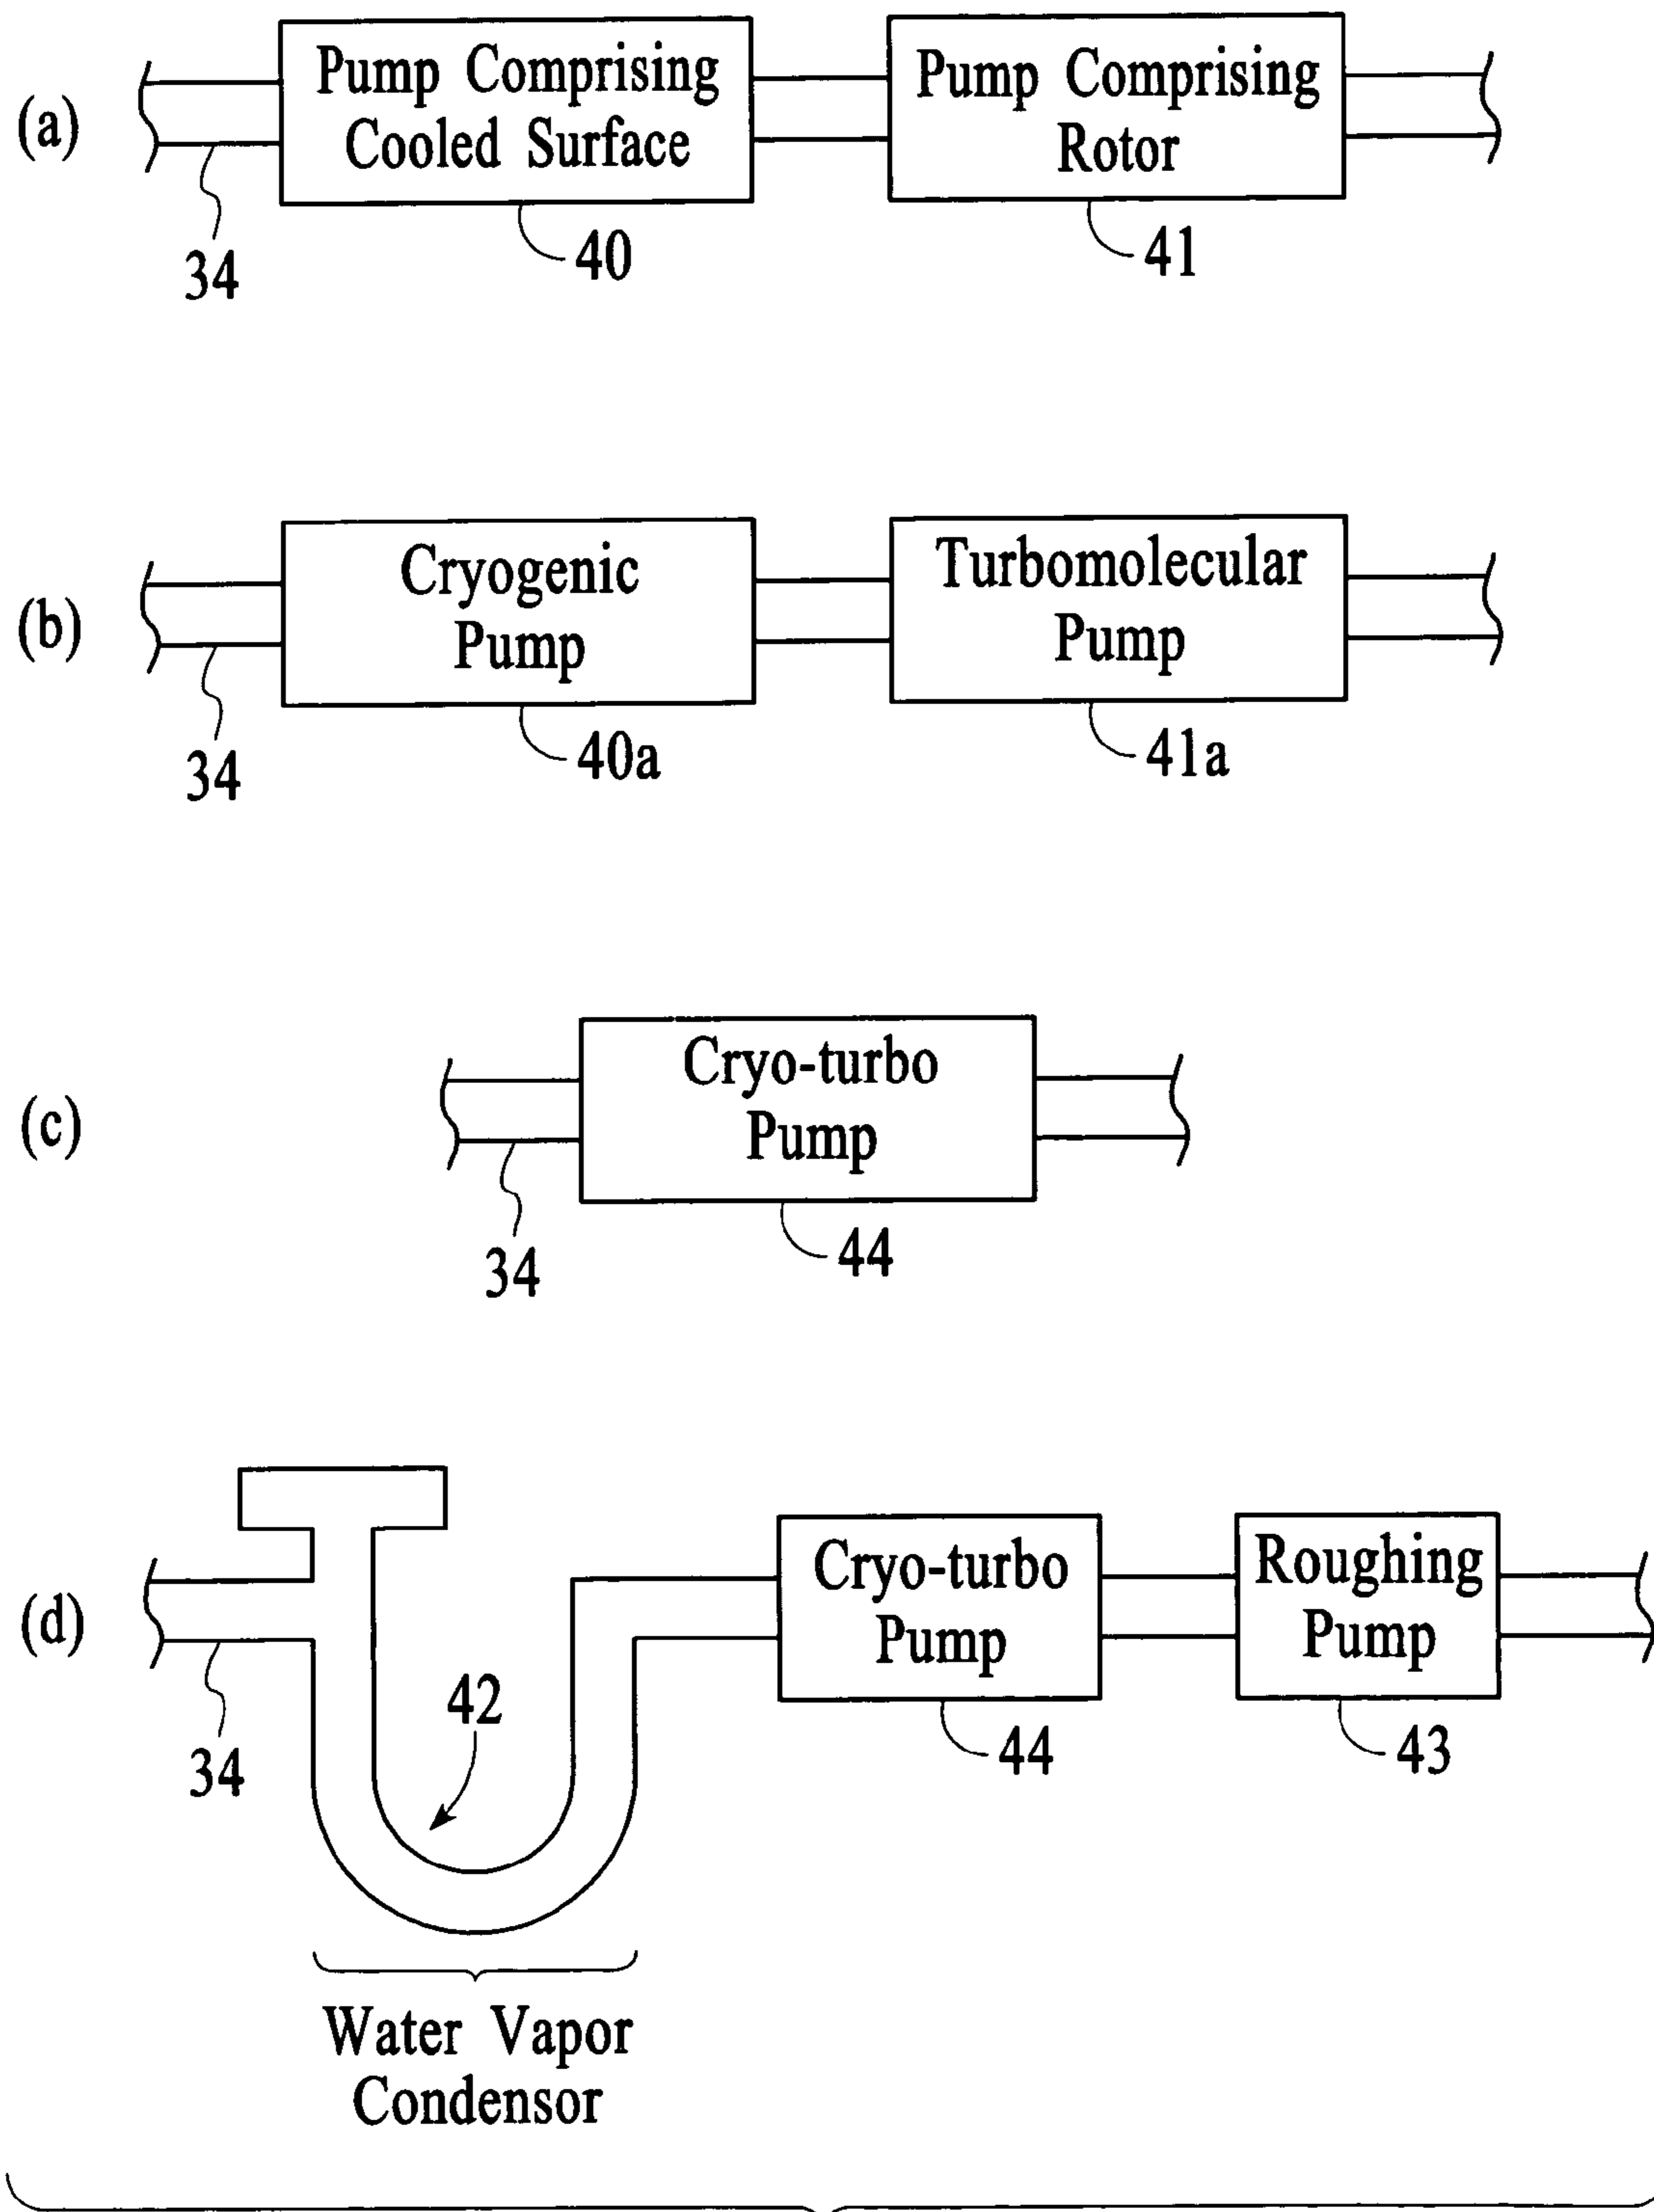 (a)
Pump Comprising
Cooled Surface
Pump Comprising
Rotor
34
40
41
(b)
Cryogenic
Pump
Turbomolecular
Pump
34
40a
41a
(c)
Cryo-turbo
Pump
34
44
(d)
Cryo-turbo
Pump
Roughing
Pump
34
42
44
43
Water Vapor
Condensor